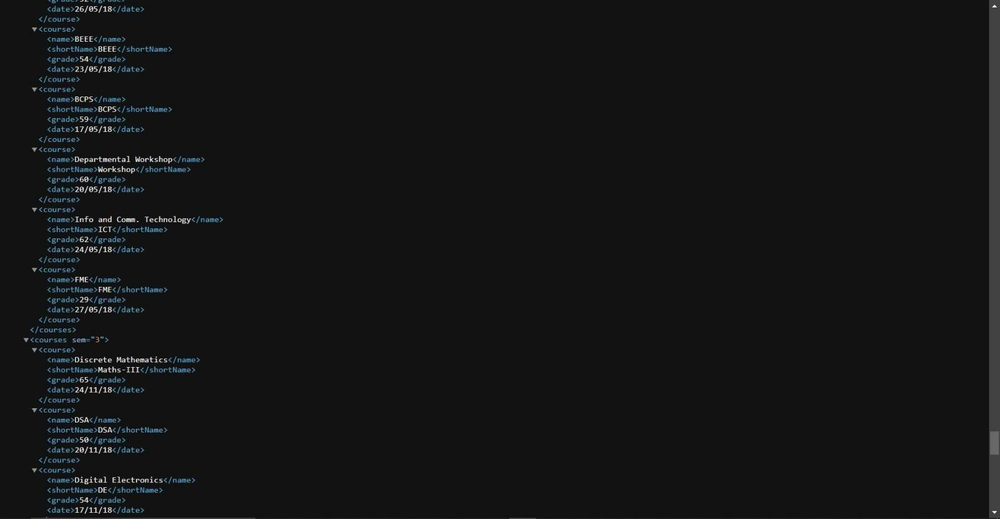 <grade>52</grade>
<date>26/05/18</date>
</course>
▼<course>
<name>BEEE</name>
<shortName>BEEE</shortName>
<grade>54</grade>
<date>23/05/18</date>
</course>
▼<course>
<name>BCPS</name>
<shortName>BCPS</shortName>
<grade>59</grade>
<date>17/05/18</date>
</course>
▼<course>
<name>Departmental Workshop</name>
<shortName>Workshop</shortName>
<grade>60</grade>
<date>20/05/18</date>
</course>
▼<course>
<name>Info and Comm. Technology</name>
<shortName>ICT</shortName>
<grade>62</grade>
<date>24/05/18</date>
</course>
▼<course>
<name>FME</name>
<shortName>FME</shortName>
<grade>29</grade>
<date>27/05/18</date>
</course>
</courses>
▼<courses sem="3">
▼<course>
<name>Discrete Mathematics</name>
<shortName>Maths-III</shortName>
<grade>65</grade>
<date>24/11/18</date>
</course>
▼<course>
<name>DSA</name>
<shortName>DSA</shortName>
<grade>50</grade>
<date>20/11/18</date>
</course>
▼<course>
<name>Digital Electronics</name>
<shortName>DE</shortName>
<grade>54</grade>
<date>17/11/18</date>